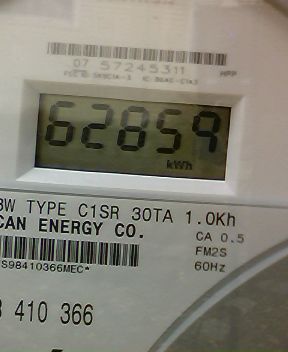 07 57245311
HPP
62859
kWh
3W TYPE C1SR 30TA 1.0Kh
CAN ENERGY CO.
CA 0.5
FM2S
60Hz
S98410366MEC*
410 366